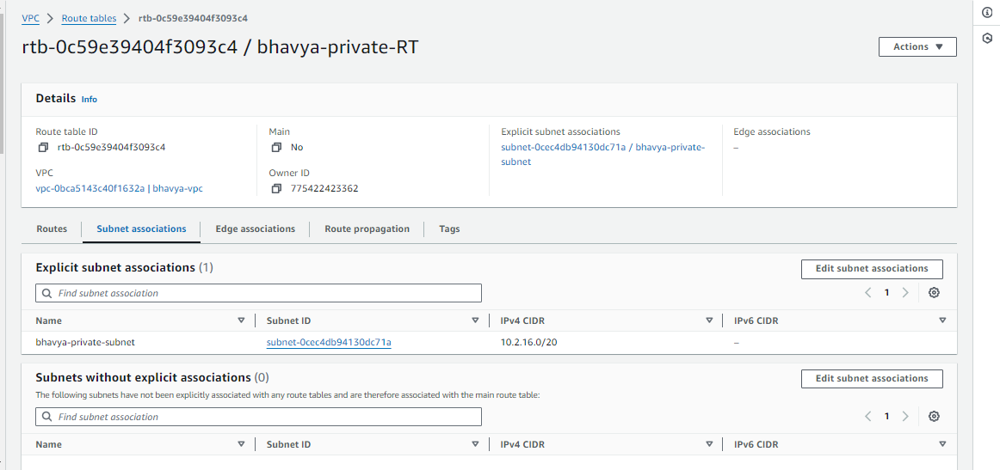 VPC > Route tables > rtb-0c59e39404f3093c4
rtb-0c59e39404f3093c4 / bhavya-private-RT
Actions
Details Info
Route table ID
rtb-0c59e39404f3093c4
Main
No
Explicit subnet associations
subnet-0cec4db94130dc71a / bhavya-private-
subnet
Edge associations
–
VPC
vpc-0bca5143c40f1632a | bhavya-vpc
Owner ID
775422423362
Routes
Subnet associations
Edge associations
Route propagation
Tags
Explicit subnet associations (1)
Edit subnet associations
Find subnet association
1
Name Subnet ID IPv4 CIDR IPv6 CIDR
bhavya-private-subnet subnet-0cec4db94130dc71a 10.2.16.0/20 –
Subnets without explicit associations (0)
Edit subnet associations
The following subnets have not been explicitly associated with any route tables and are therefore associated with the main route table:
Find subnet association
1
Name Subnet ID IPv4 CIDR IPv6 CIDR